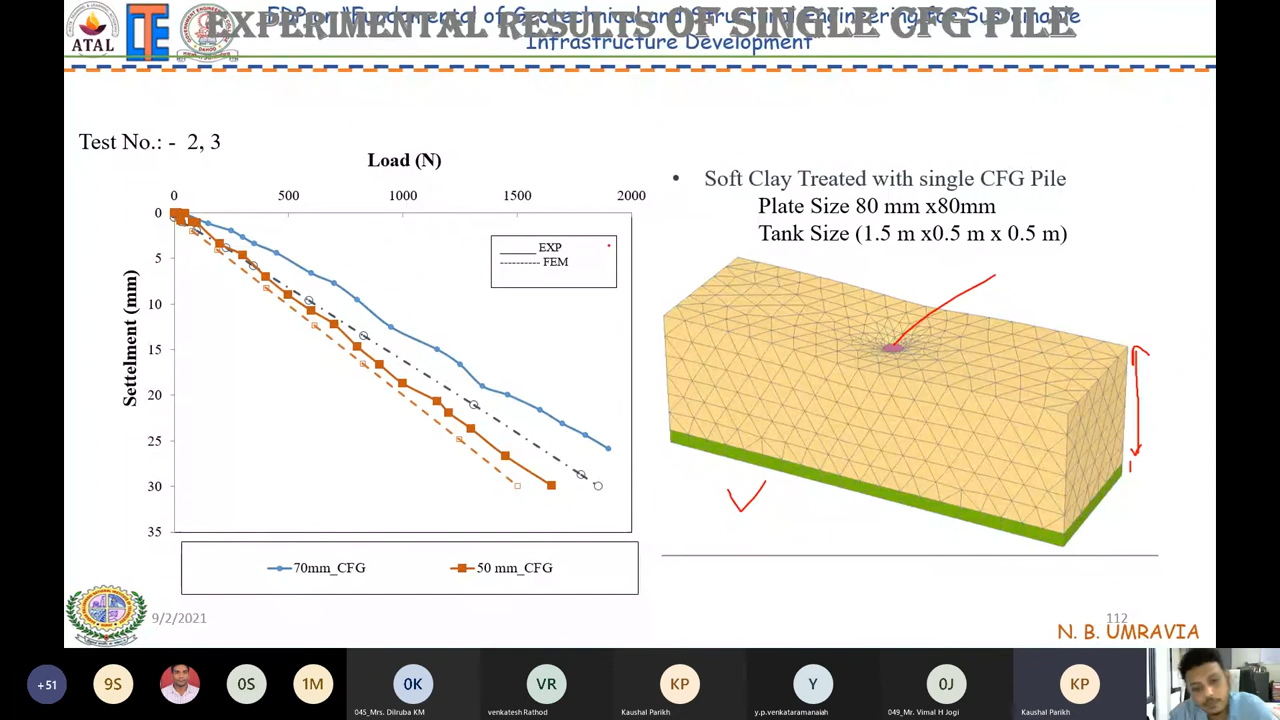 FDP on "Fundamental of Geotechnical and Structural Engineering for Sustainable
Infrastructure Development
EXPERIMENTAL RESULTS OF SINGLE CFG PILE
ATAL
LTE
Test No.: - 2, 3
Load (N)
0 500 1000 1500 2000
0
5
10
15
20
25
30
35
Settelment (mm)
EXP
FEM
70mm_CFG 50 mm_CFG
• Soft Clay Treated with single CFG Pile
Plate Size 80 mm x80mm
Tank Size (1.5 m x0.5 m x 0.5 m)
9/2/2021
112
N. B. UMRAVIA
+51 9S 0S 1M 0K VR KP Y 0J KP
045_Mrs. Dilruba KM venkatesh Rathod Kaushal Parikh y.p.venkataramanaiah 049_Mr. Vimal H Jogi Kaushal Parikh